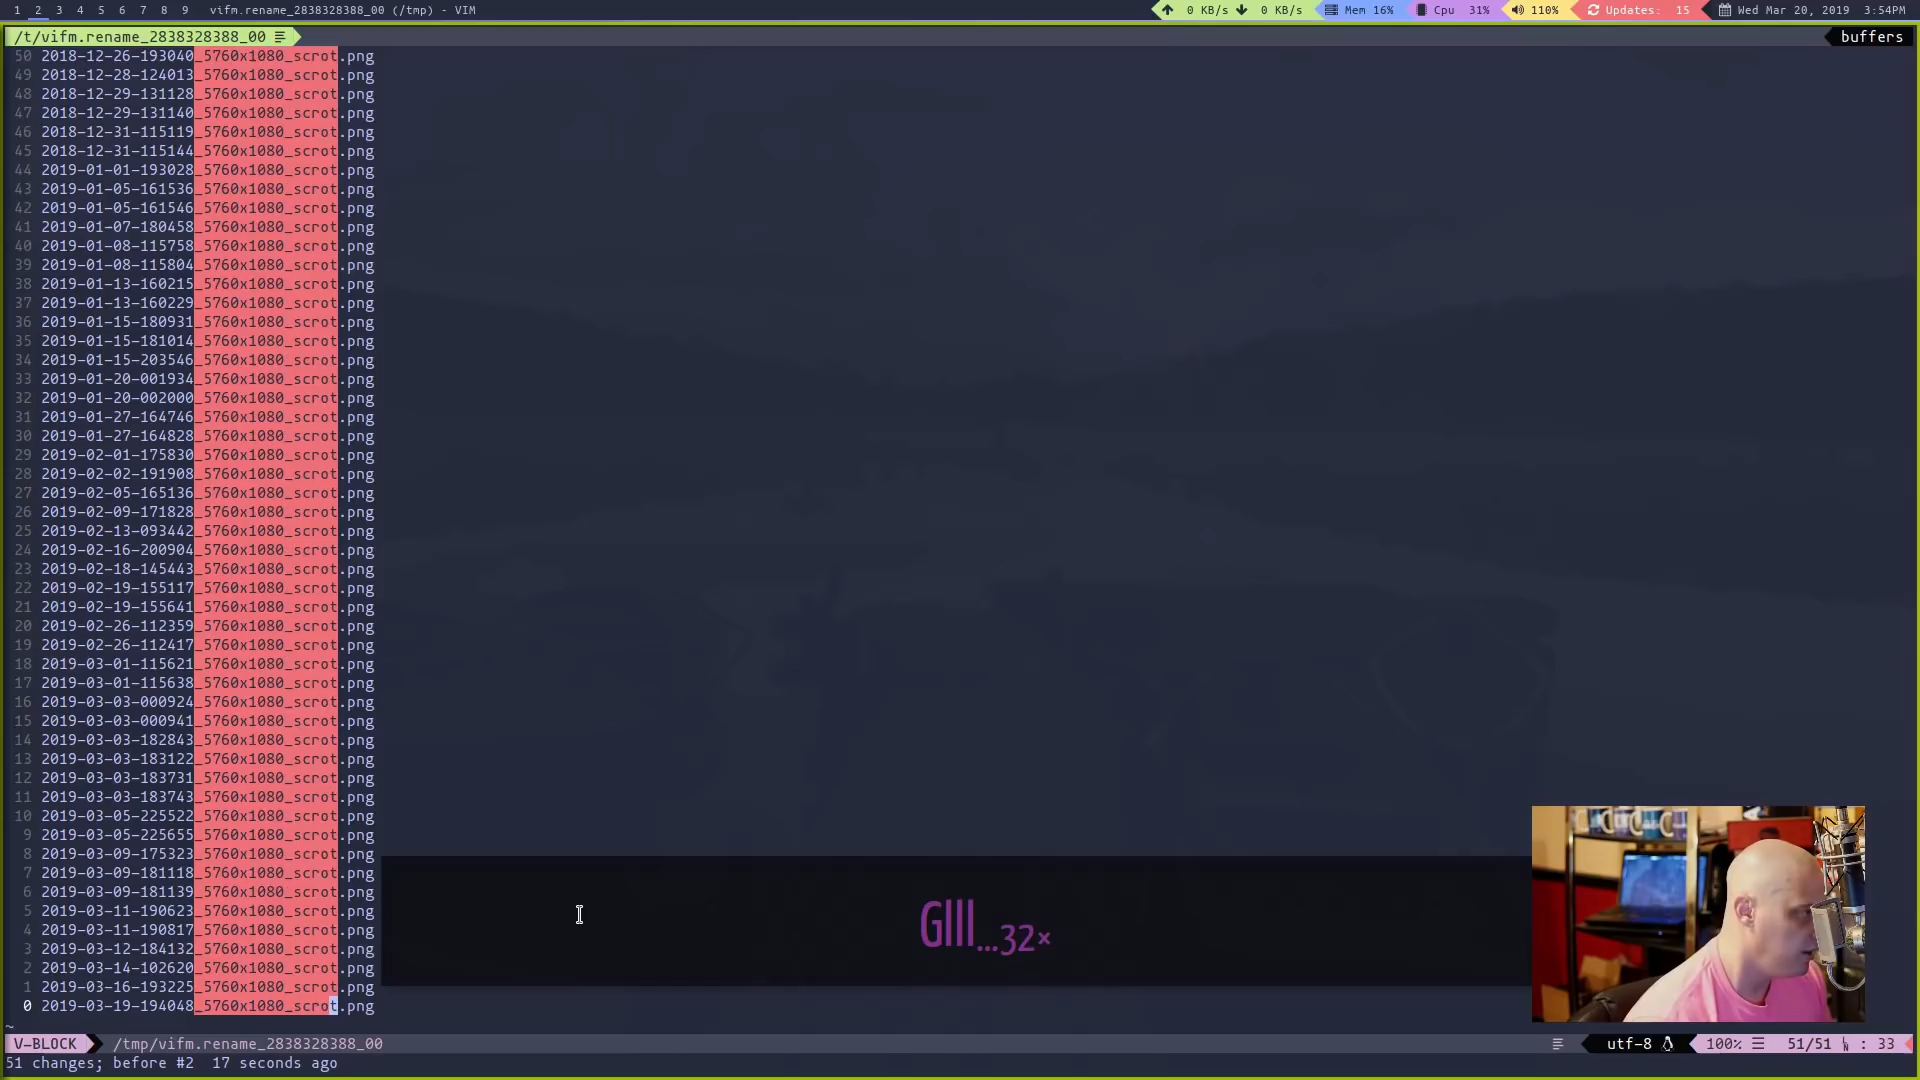 1 2 3 4 5 6 7 8 9 vifm.rename_2838328388_00 (/tmp) - VIM 0 KB/s 0 KB/s Mem 16% Cpu 31% 110% Updates: 15 Wed Mar 20, 2019 3:54PM
/t/vifm.rename_2838328388_00 buffers
50 2018-12-26-193040_5760x1080_scrot.png
49 2018-12-28-124013_5760x1080_scrot.png
48 2018-12-29-131128_5760x1080_scrot.png
47 2018-12-29-131140_5760x1080_scrot.png
46 2018-12-31-115119_5760x1080_scrot.png
45 2018-12-31-115144_5760x1080_scrot.png
44 2019-01-01-193028_5760x1080_scrot.png
43 2019-01-05-161536_5760x1080_scrot.png
42 2019-01-05-161546_5760x1080_scrot.png
41 2019-01-07-180458_5760x1080_scrot.png
40 2019-01-08-115758_5760x1080_scrot.png
39 2019-01-08-115804_5760x1080_scrot.png
38 2019-01-13-160215_5760x1080_scrot.png
37 2019-01-13-160229_5760x1080_scrot.png
36 2019-01-15-180931_5760x1080_scrot.png
35 2019-01-15-181014_5760x1080_scrot.png
34 2019-01-15-203546_5760x1080_scrot.png
33 2019-01-20-001934_5760x1080_scrot.png
32 2019-01-20-002000_5760x1080_scrot.png
31 2019-01-27-164746_5760x1080_scrot.png
30 2019-01-27-164828_5760x1080_scrot.png
29 2019-02-01-175830_5760x1080_scrot.png
28 2019-02-02-191908_5760x1080_scrot.png
27 2019-02-05-165136_5760x1080_scrot.png
26 2019-02-09-171828_5760x1080_scrot.png
25 2019-02-13-093442_5760x1080_scrot.png
24 2019-02-16-200904_5760x1080_scrot.png
23 2019-02-18-145443_5760x1080_scrot.png
22 2019-02-19-155117_5760x1080_scrot.png
21 2019-02-19-155641_5760x1080_scrot.png
20 2019-02-26-112359_5760x1080_scrot.png
19 2019-02-26-112417_5760x1080_scrot.png
18 2019-03-01-115621_5760x1080_scrot.png
17 2019-03-01-115638_5760x1080_scrot.png
16 2019-03-03-000924_5760x1080_scrot.png
15 2019-03-03-000941_5760x1080_scrot.png
14 2019-03-03-182843_5760x1080_scrot.png
13 2019-03-03-183122_5760x1080_scrot.png
12 2019-03-03-183731_5760x1080_scrot.png
11 2019-03-03-183743_5760x1080_scrot.png
10 2019-03-05-225522_5760x1080_scrot.png
9 2019-03-05-225655_5760x1080_scrot.png
8 2019-03-09-175323_5760x1080_scrot.png
7 2019-03-09-181118_5760x1080_scrot.png
6 2019-03-09-181139_5760x1080_scrot.png
5 2019-03-11-190623_5760x1080_scrot.png
4 2019-03-11-190817_5760x1080_scrot.png
3 2019-03-12-184132_5760x1080_scrot.png
2 2019-03-14-102620_5760x1080_scrot.png
1 2019-03-16-193225_5760x1080_scrot.png
0 2019-03-19-194048_5760x1080_scrot.png
~
Glll...32×
V-BLOCK /tmp/vifm.rename_2838328388_00 utf-8 100% 51/51 : 33
51 changes; before #2 17 seconds ago